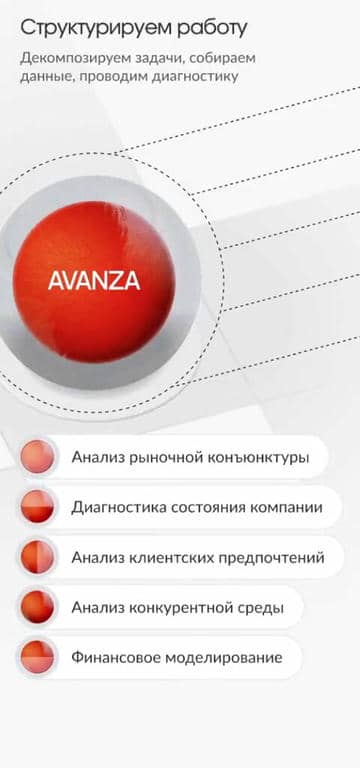 Структурируем работу
Декомпозируем задачи, собираем
данные, проводим диагностику
AVANZA
Анализ рыночной конъюнктуры
Диагностика состояния компании
Анализ клиентских предпочтений
Анализ конкурентной среды
Финансовое моделирование